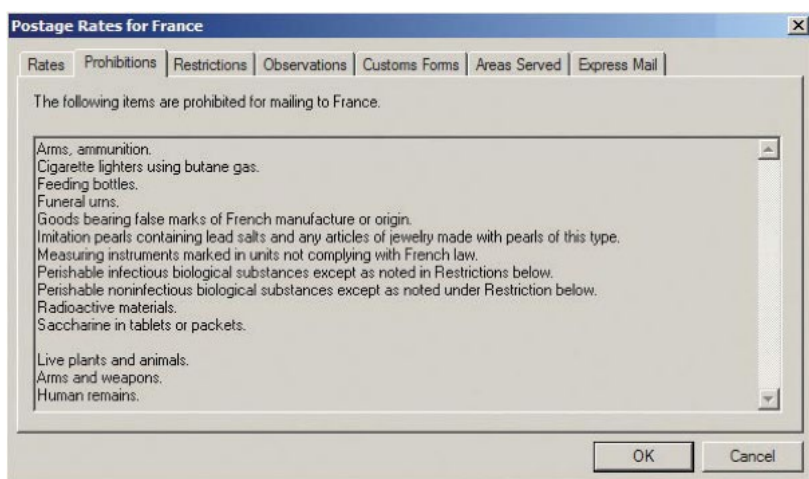 Postage Rates for France
Rates Prohibitions Restrictions Observations Customs Forms Areas Served Express Mail
The following items are prohibited for mailing to France.
Arms, ammunition.
Cigarette lighters using butane gas.
Feeding bottles.
Funeral urns.
Goods bearing false marks of French manufacture or origin.
Imitation pearls containing lead salts and any articles of jewelry made with pearls of this type.
Measuring instruments marked in units not complying with French law.
Perishable infectious biological substances except as noted in Restrictions below.
Perishable noninfectious biological substances except as noted under Restriction below.
Radioactive materials.
Saccharine in tablets or packets.
Live plants and animals.
Arms and weapons.
Human remains.
OK Cancel